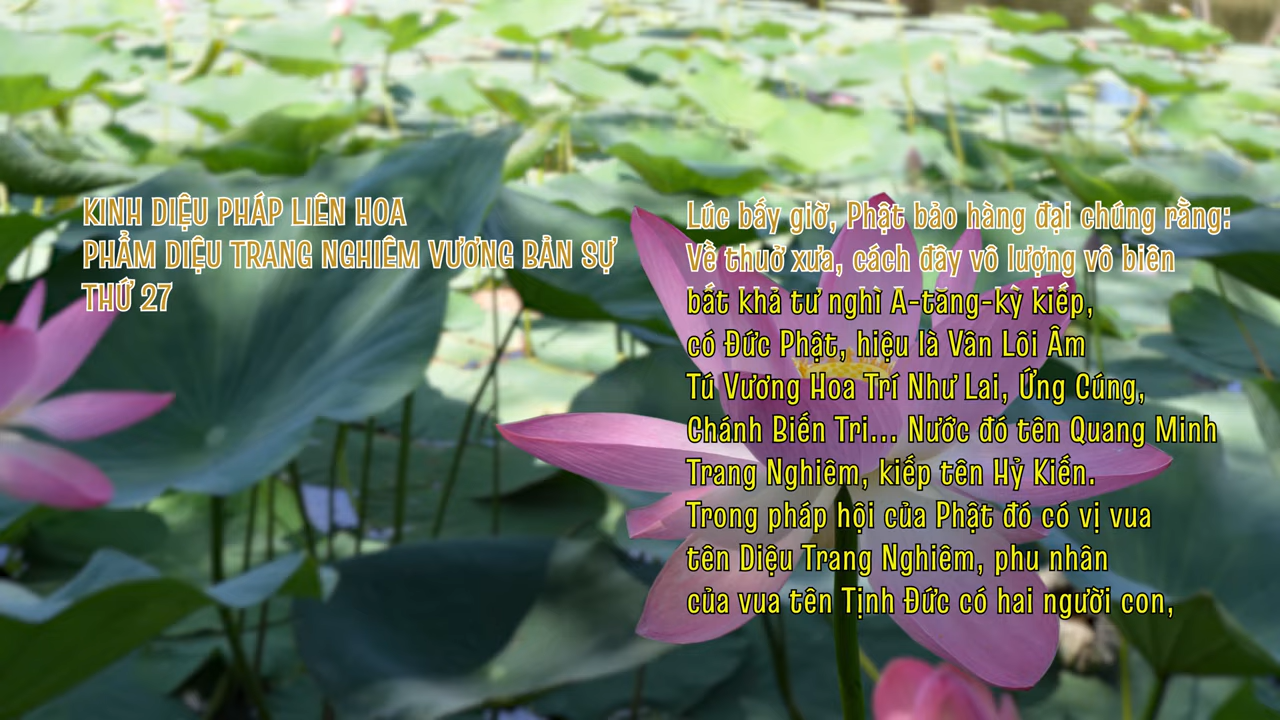 KINH DIỆU PHÁP LIÊN HOA
PHẨM DIỆU TRANG NGHIÊM VƯƠNG BẢN SỰ
THỨ 27
Lúc bấy giờ, Phật bảo hàng đại chúng rằng:
Về thuở xưa, cách đây vô lượng vô biên
bất khả tư nghì A-tăng-kỳ kiếp,
có Đức Phật, hiệu là Vân Lôi Âm
Tú Vương Hoa Trí Như Lai, Ứng Cúng,
Chánh Biến Tri... Nước đó tên Quang Minh
Trang Nghiêm, kiếp tên Hỷ Kiến.
Trong pháp hội của Phật đó có vị vua
tên Diệu Trang Nghiêm, phu nhân
của vua tên Tịnh Đức có hai người con,